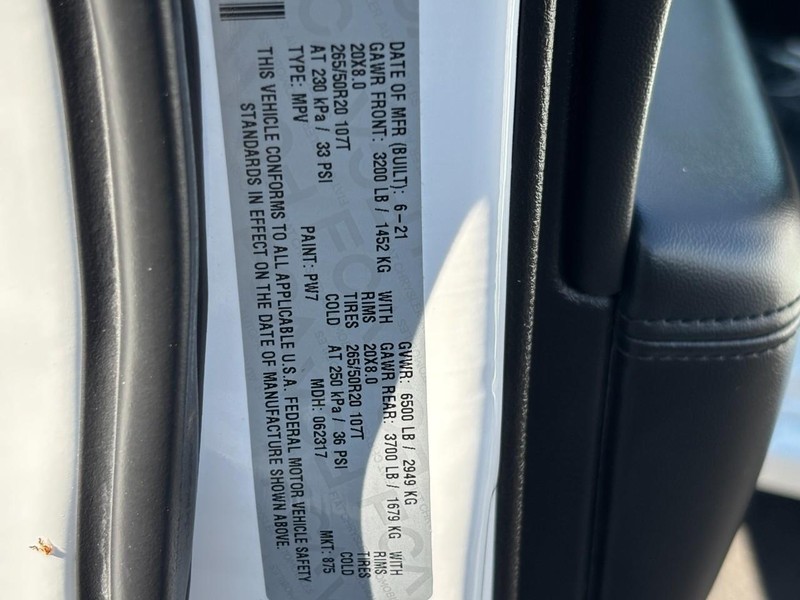 DATE OF MFR (BUILT): 6-21 GVWR: 6500 LB / 2949 KG
GAWR FRONT: 3200 LB / 1452 KG WITH GAWR REAR: 3700 LB / 1679 KG WITH
20X8.0 RIMS 20X8.0 RIMS
265/50R20 107T TIRES 265/50R20 107T TIRES
AT 230 kPa / 33 PSI COLD AT 250 kPa / 36 PSI COLD
TYPE: MPV PAINT: PW7 MDH: 062317 MKT: 875
THIS VEHICLE CONFORMS TO ALL APPLICABLE U.S.A. FEDERAL MOTOR VEHICLE SAFETY
STANDARDS IN EFFECT ON THE DATE OF MANUFACTURE SHOWN ABOVE.